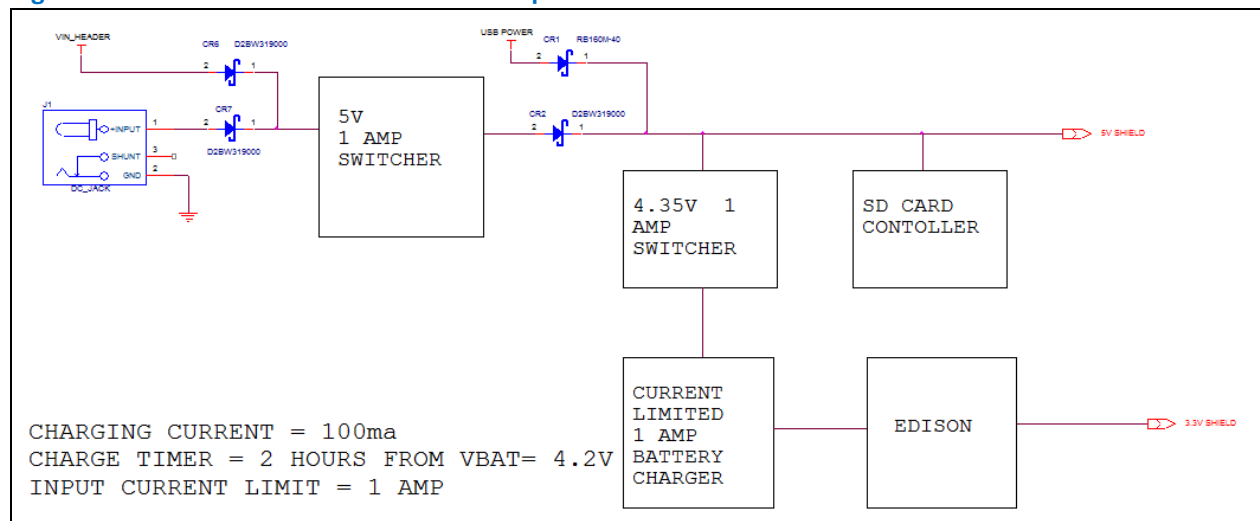 VIN_HEADER
CR6 D2BW319000
2 1
J1
+INPUT 1
CR7
2 1
D2BW319000
SHUNT 3
GND 2
DC_JACK
5V
1 AMP
SWITCHER
USB POWER
CR1 RB160M-40
2 1
CR2 D2BW319000
2 1
5V SHIELD
4.35V 1
AMP
SWITCHER
SD CARD
CONTOLLER
CURRENT
LIMITED
1 AMP
BATTERY
CHARGER
EDISON
3.3V SHIELD
CHARGING CURRENT = 100ma
CHARGE TIMER = 2 HOURS FROM VBAT= 4.2V
INPUT CURRENT LIMIT = 1 AMP